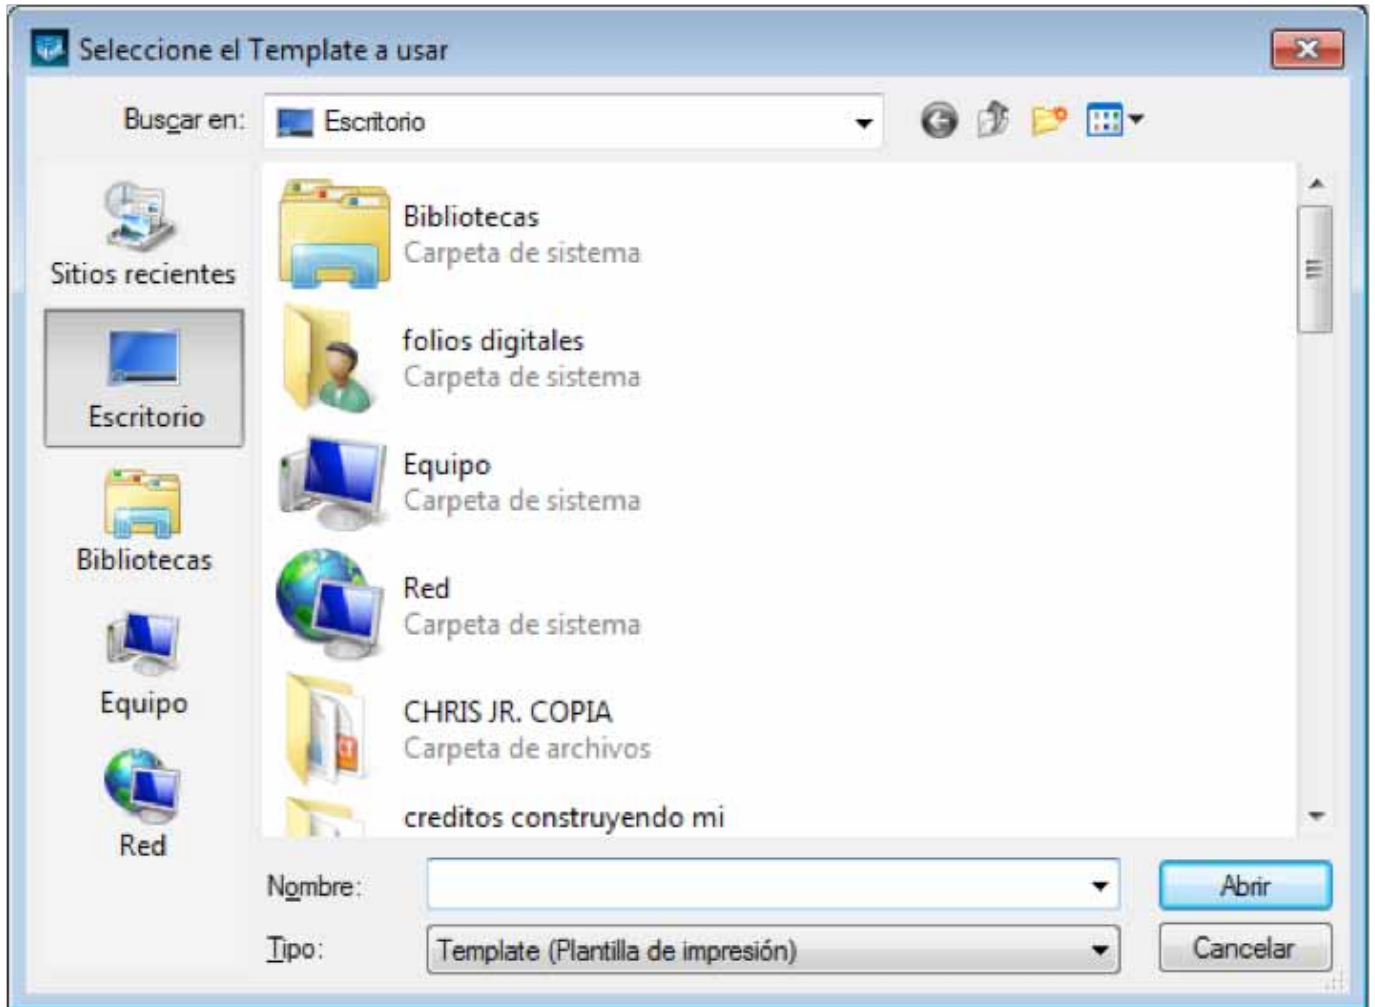 Seleccione el Template a usar
Buscar en: Escritorio
Sitios recientes
Escritorio
Bibliotecas
Equipo
Red
Bibliotecas
Carpeta de sistema
folios digitales
Carpeta de sistema
Equipo
Carpeta de sistema
Red
Carpeta de sistema
CHRIS JR. COPIA
Carpeta de archivos
creditos construyendo mi
Nombre:
Abrir
Tipo: Template (Plantilla de impresión)
Cancelar